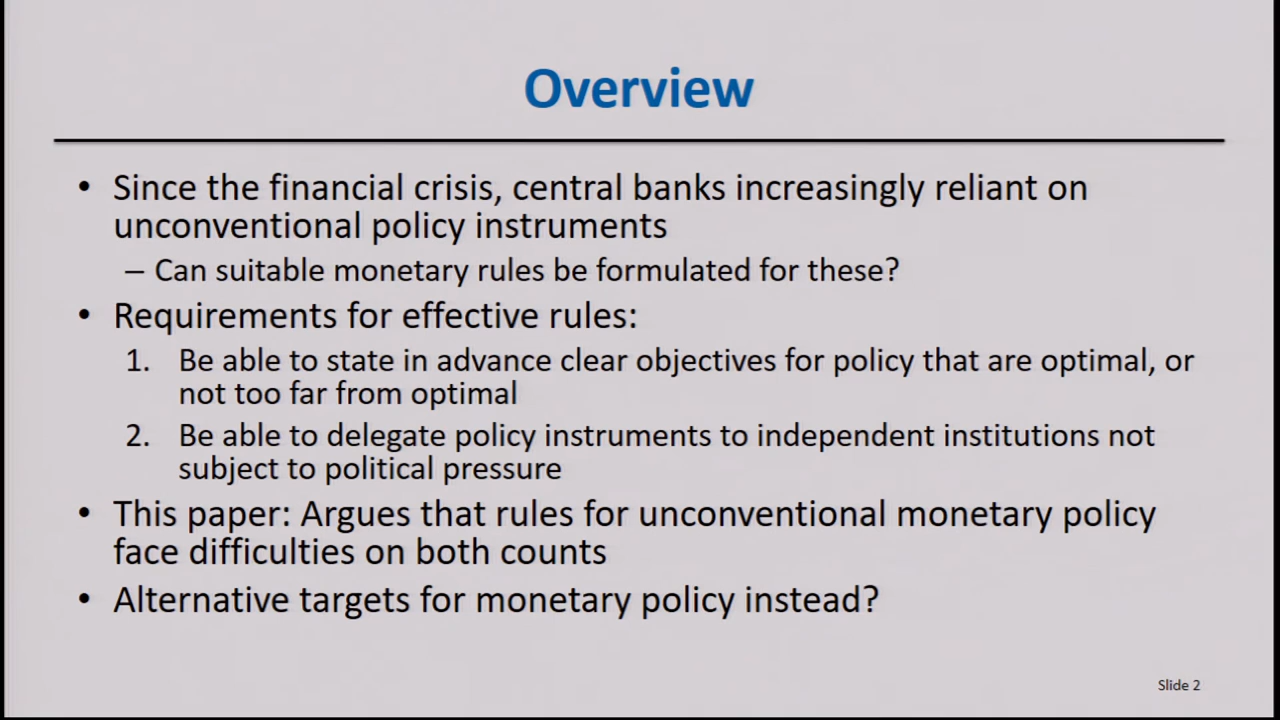 Overview
• Since the financial crisis, central banks increasingly reliant on
unconventional policy instruments
– Can suitable monetary rules be formulated for these?
• Requirements for effective rules:
1. Be able to state in advance clear objectives for policy that are optimal, or
not too far from optimal
2. Be able to delegate policy instruments to independent institutions not
subject to political pressure
• This paper: Argues that rules for unconventional monetary policy
face difficulties on both counts
• Alternative targets for monetary policy instead?
Slide 2